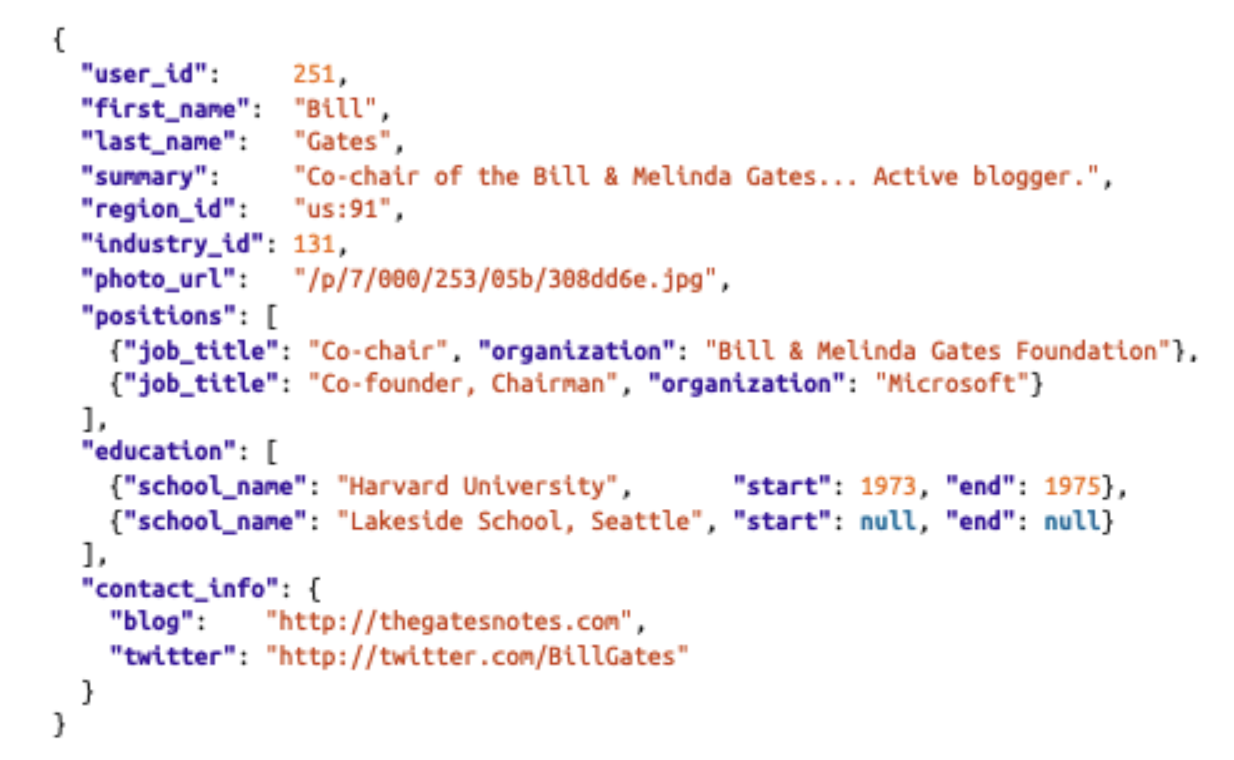 {
"user_id": 251,
"first_name": "Bill",
"last_name": "Gates",
"summary": "Co-chair of the Bill & Melinda Gates... Active blogger.",
"region_id": "us:91",
"industry_id": 131,
"photo_url": "/p/7/000/253/05b/308dd6e.jpg",
"positions": [
{"job_title": "Co-chair", "organization": "Bill & Melinda Gates Foundation"},
{"job_title": "Co-founder, Chairman", "organization": "Microsoft"}
],
"education": [
{"school_name": "Harvard University", "start": 1973, "end": 1975},
{"school_name": "Lakeside School, Seattle", "start": null, "end": null}
],
"contact_info": {
"blog": "http://thegatesnotes.com",
"twitter": "http://twitter.com/BillGates"
}
}